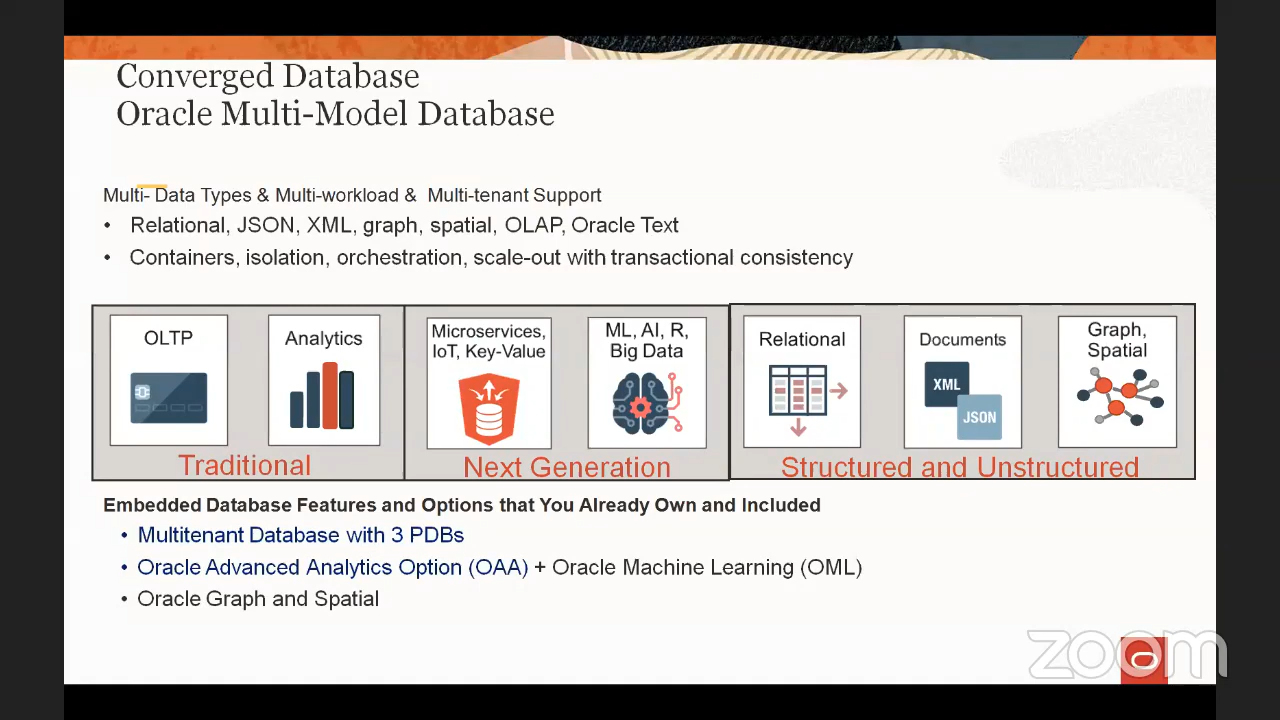 Converged Database
Oracle Multi-Model Database
Multi- Data Types & Multi-workload & Multi-tenant Support
• Relational, JSON, XML, graph, spatial, OLAP, Oracle Text
• Containers, isolation, orchestration, scale-out with transactional consistency
OLTP
Analytics
Traditional
Microservices,
IoT, Key-Value
ML, AI, R,
Big Data
Next Generation
Relational
Documents
XML
JSON
Graph,
Spatial
Structured and Unstructured
Embedded Database Features and Options that You Already Own and Included
• Multitenant Database with 3 PDBs
• Oracle Advanced Analytics Option (OAA) + Oracle Machine Learning (OML)
• Oracle Graph and Spatial
zoom